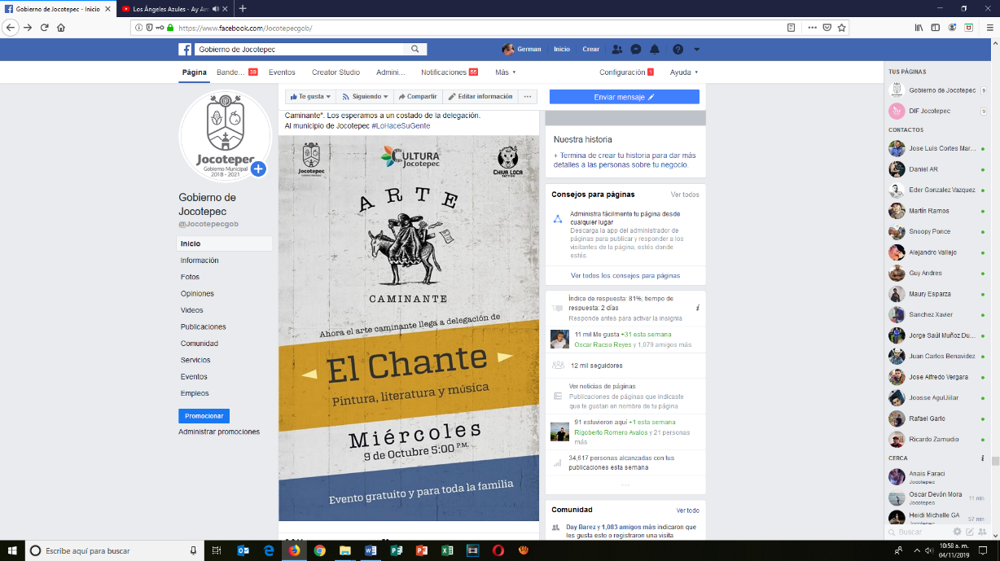 Gobierno de Jocotepec - Inicio
Los Ángeles Azules - Ay Am
https://www.facebook.com/Jocotepecgob/
Gobierno de Jocotepec
German
Inicio
Crear
Página
Bande... 39
Eventos
Creator Studio
Admini...
Notificaciones 66
Más
Configuración 1
Ayuda
Te gusta
Siguiendo
Compartir
Editar información
...
Enviar mensaje
Jocotepec
Gobierno Municipal
2018 - 2021
Gobierno de
Jocotepec
@Jocotepecgob
Inicio
Información
Fotos
Opiniones
Videos
Publicaciones
Comunidad
Servicios
Eventos
Empleos
Promocionar
Administrar promociones
Caminante". Los esperamos a un costado de la delegación.
Al municipio de Jocotepec #LoHaceSuGente
Jocotepec
CULTURA
Jocotepec
CHIVA LOCA
TATTOO
ARTE
CAMINANTE
Ahora el arte caminante llega a delegación de
El Chante
Pintura, literatura y música
Miércoles
9 de Octubre 5:00 P.M.
Evento gratuito y para toda la familia
Nuestra historia
+ Termina de crear tu historia para dar más
detalles a las personas sobre tu negocio.
Consejos para páginas
Ver todos
Administra fácilmente tu página desde
cualquier lugar
Descarga la app del administrador de
páginas para publicar y responder a los
visitantes de la página, estés donde
estés.
Ver todos los consejos para páginas
Índice de respuesta: 81%, tiempo de
respuesta: 2 días
Responde antes para activar la insignia
11 mil Me gusta +31 esta semana
Oscar Racso Reyes y 1,079 amigos más
12 mil seguidores
Ver noticias de páginas
Publicaciones de páginas que indicaste
que te gustan en nombre de tu página
91 estuvieron aquí +1 esta semana
Rigoberto Romero Avalos y 21 personas
más
34,617 personas alcanzadas con tus
publicaciones esta semana
Comunidad
Ver todo
Day Barez y 1,083 amigos más indicaron que
les gusta esto o registraron una visita
TUS PÁGINAS
Gobierno de Jocotepec 9
DIF Jocotepec 9
CONTACTOS
Jose Luis Cortes Mar...
Daniel AR
Eder Gonzalez Vazquez
Martín Ramos
Snoopy Ponce
Alejandro Vallejo
Guy Andres
Maury Esparza
Sanchez Xavier
Jorge Saúl Muñoz Du...
Juan Carlos Benavidez
Jose Alfredo Vergara
Joosse AguUiilar
Rafael Garlo
Ricardo Zamudio
CERCA
Anais Faraci
Jocotepec
Oscar Devón Mora
Jocotepec
11 min
Heidi Michelle GA
Jocotepec
57 min
Buscar
Escribe aquí para buscar
10:58 a. m.
04/11/2019